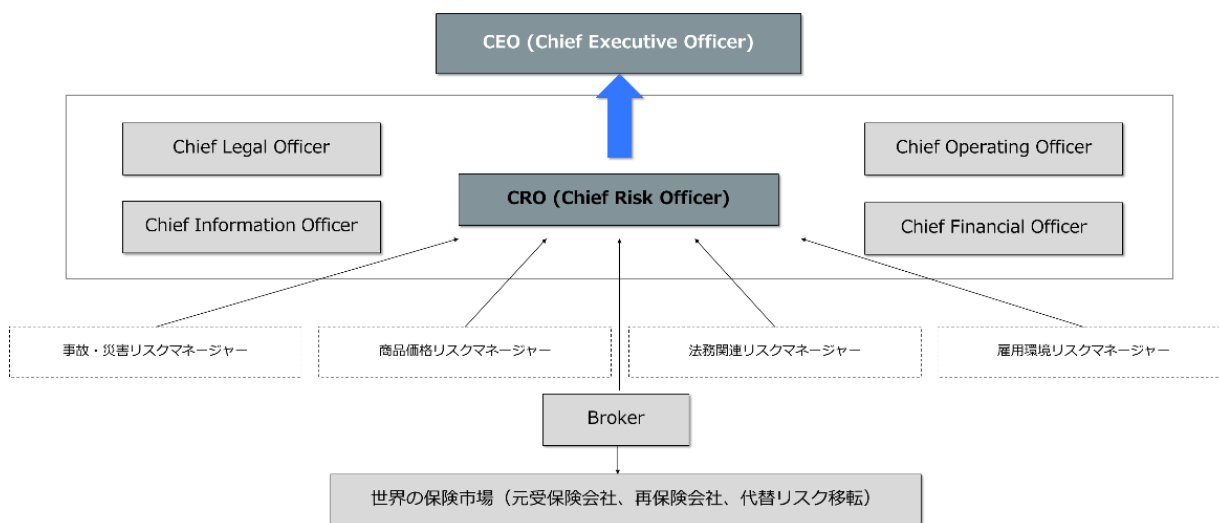 CEO (Chief Executive Officer)
Chief Legal Officer
Chief Operating Officer
CRO (Chief Risk Officer)
Chief Information Officer
Chief Financial Officer
事故・災害リスクマネージャー
商品価格リスクマネージャー
法務関連リスクマネージャー
雇用環境リスクマネージャー
Broker
世界の保険市場（元受保険会社、再保険会社、代替リスク移転）